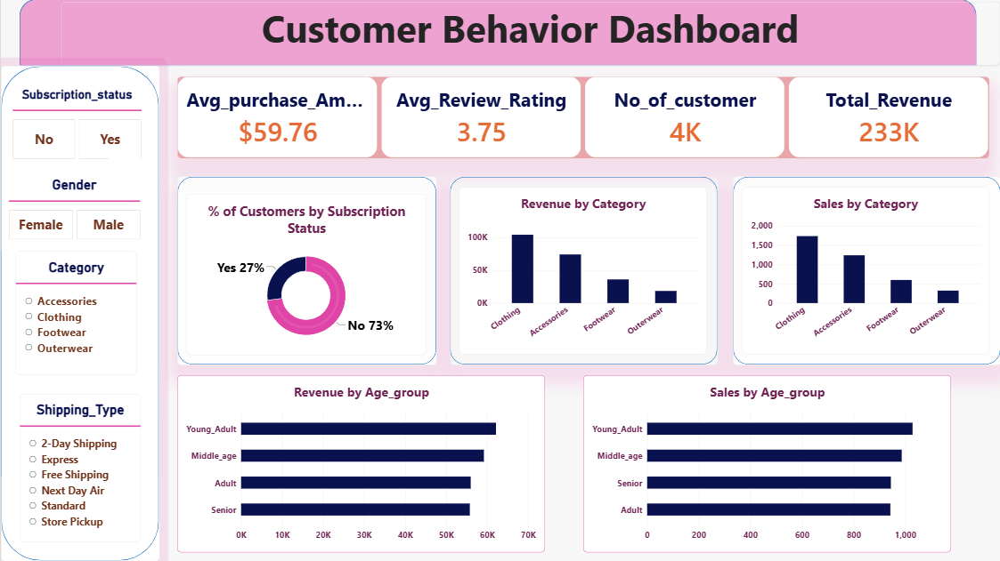 Customer Behavior Dashboard
Subscription_status
No
Yes
Gender
Female
Male
Category
Accessories
Clothing
Footwear
Outerwear
Shipping_Type
2-Day Shipping
Express
Free Shipping
Next Day Air
Standard
Store Pickup
Avg_purchase_Am...
$59.76
Avg_Review_Rating
3.75
No_of_customer
4K
Total_Revenue
233K
% of Customers by Subscription
Status
Yes 27%
No 73%
Revenue by Category
100K
50K
0K
Clothing
Accessories
Footwear
Outerwear
Sales by Category
2,000
1,500
1,000
500
0
Clothing
Accessories
Footwear
Outerwear
Revenue by Age_group
Young_Adult
Middle_age
Adult
Senior
0K 10K 20K 30K 40K 50K 60K 70K
Sales by Age_group
Young_Adult
Middle_age
Senior
Adult
0 200 400 600 800 1,000